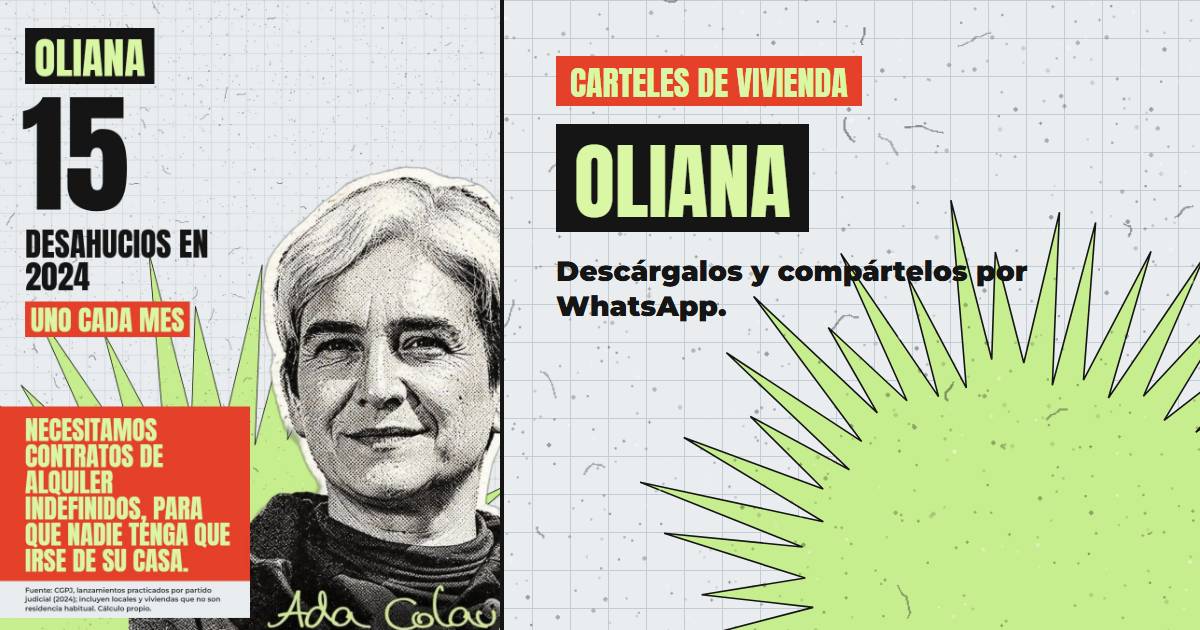 OLIANA
15
DESAHUCIOS EN
2024
UNO CADA MES
NECESITAMOS
CONTRATOS DE
ALQUILER
INDEFINIDOS, PARA
QUE NADIE TENGA QUE
IRSE DE SU CASA.
Fuente: CGPJ, lanzamientos practicados por partido
judicial (2024); incluyen locales y viviendas que no son
residencia habitual. Cálculo propio.
Ada Colau
CARTELES DE VIVIENDA
OLIANA
Descárgalos y compártelos por
WhatsApp.